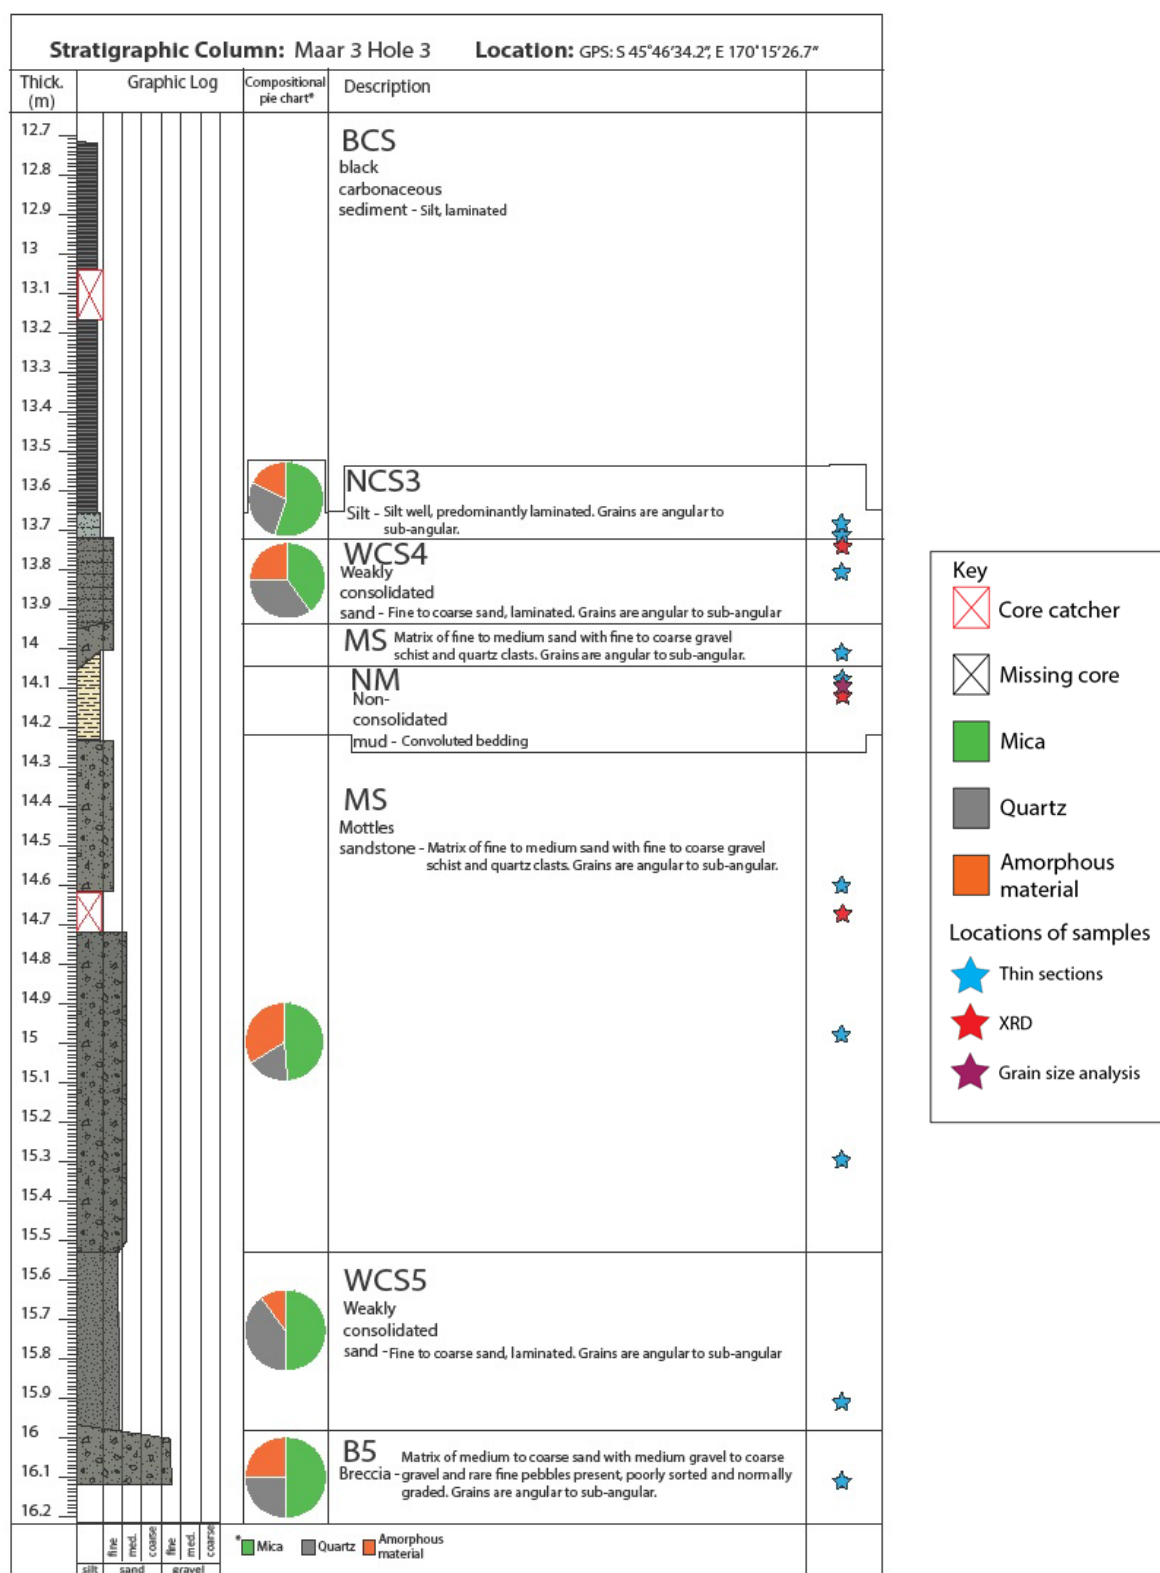 Stratigraphic Column: Maar 3 Hole 3 Location: GPS: S 45°46'34.2", E 170°15'26.7"
Thick. (m)
Graphic Log
Compositional pie chart*
Description
12.7
12.8
12.9
13
13.1
13.2
13.3
13.4
13.5
13.6
13.7
13.8
13.9
14
14.1
14.2
14.3
14.4
14.5
14.6
14.7
14.8
14.9
15
15.1
15.2
15.3
15.4
15.5
15.6
15.7
15.8
15.9
16
16.1
16.2
BCS
black
carbonaceous
sediment - Silt, laminated
NCS3
Silt - Silt well, predominantly laminated. Grains are angular to
sub-angular.
WCS4
Weakly
consolidated
sand - Fine to coarse sand, laminated. Grains are angular to sub-angular
MS Matrix of fine to medium sand with fine to coarse gravel
schist and quartz clasts. Grains are angular to sub-angular.
NM
Non-
consolidated
mud - Convoluted bedding
MS
Mottles
sandstone - Matrix of fine to medium sand with fine to coarse gravel
schist and quartz clasts. Grains are angular to sub-angular.
WCS5
Weakly
consolidated
sand - Fine to coarse sand, laminated. Grains are angular to sub-angular
B5 Matrix of medium to coarse sand with medium gravel to coarse
Breccia - gravel and rare fine pebbles present, poorly sorted and normally
graded. Grains are angular to sub-angular.
fine
med.
coarse
fine
med.
coarse
silt sand gravel
* Mica Quartz Amorphous
material
Key
Core catcher
Missing core
Mica
Quartz
Amorphous
material
Locations of samples
Thin sections
XRD
Grain size analysis